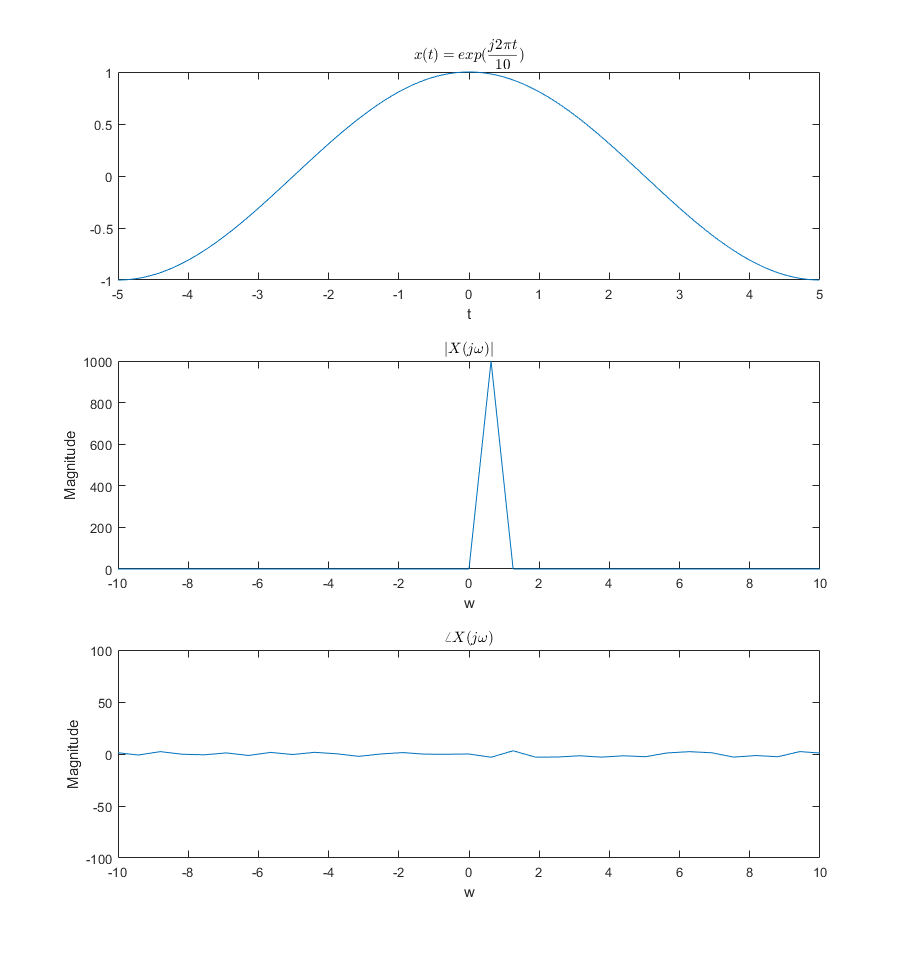 x(t) = exp(j2πt/10)
1
0.5
0
-0.5
-1
-5 -4 -3 -2 -1 0 1 2 3 4 5
t
|X(jω)|
1000
800
600
400
200
0
Magnitude
-10 -8 -6 -4 -2 0 2 4 6 8 10
w
∠X(jω)
100
50
0
-50
-100
Magnitude
-10 -8 -6 -4 -2 0 2 4 6 8 10
w